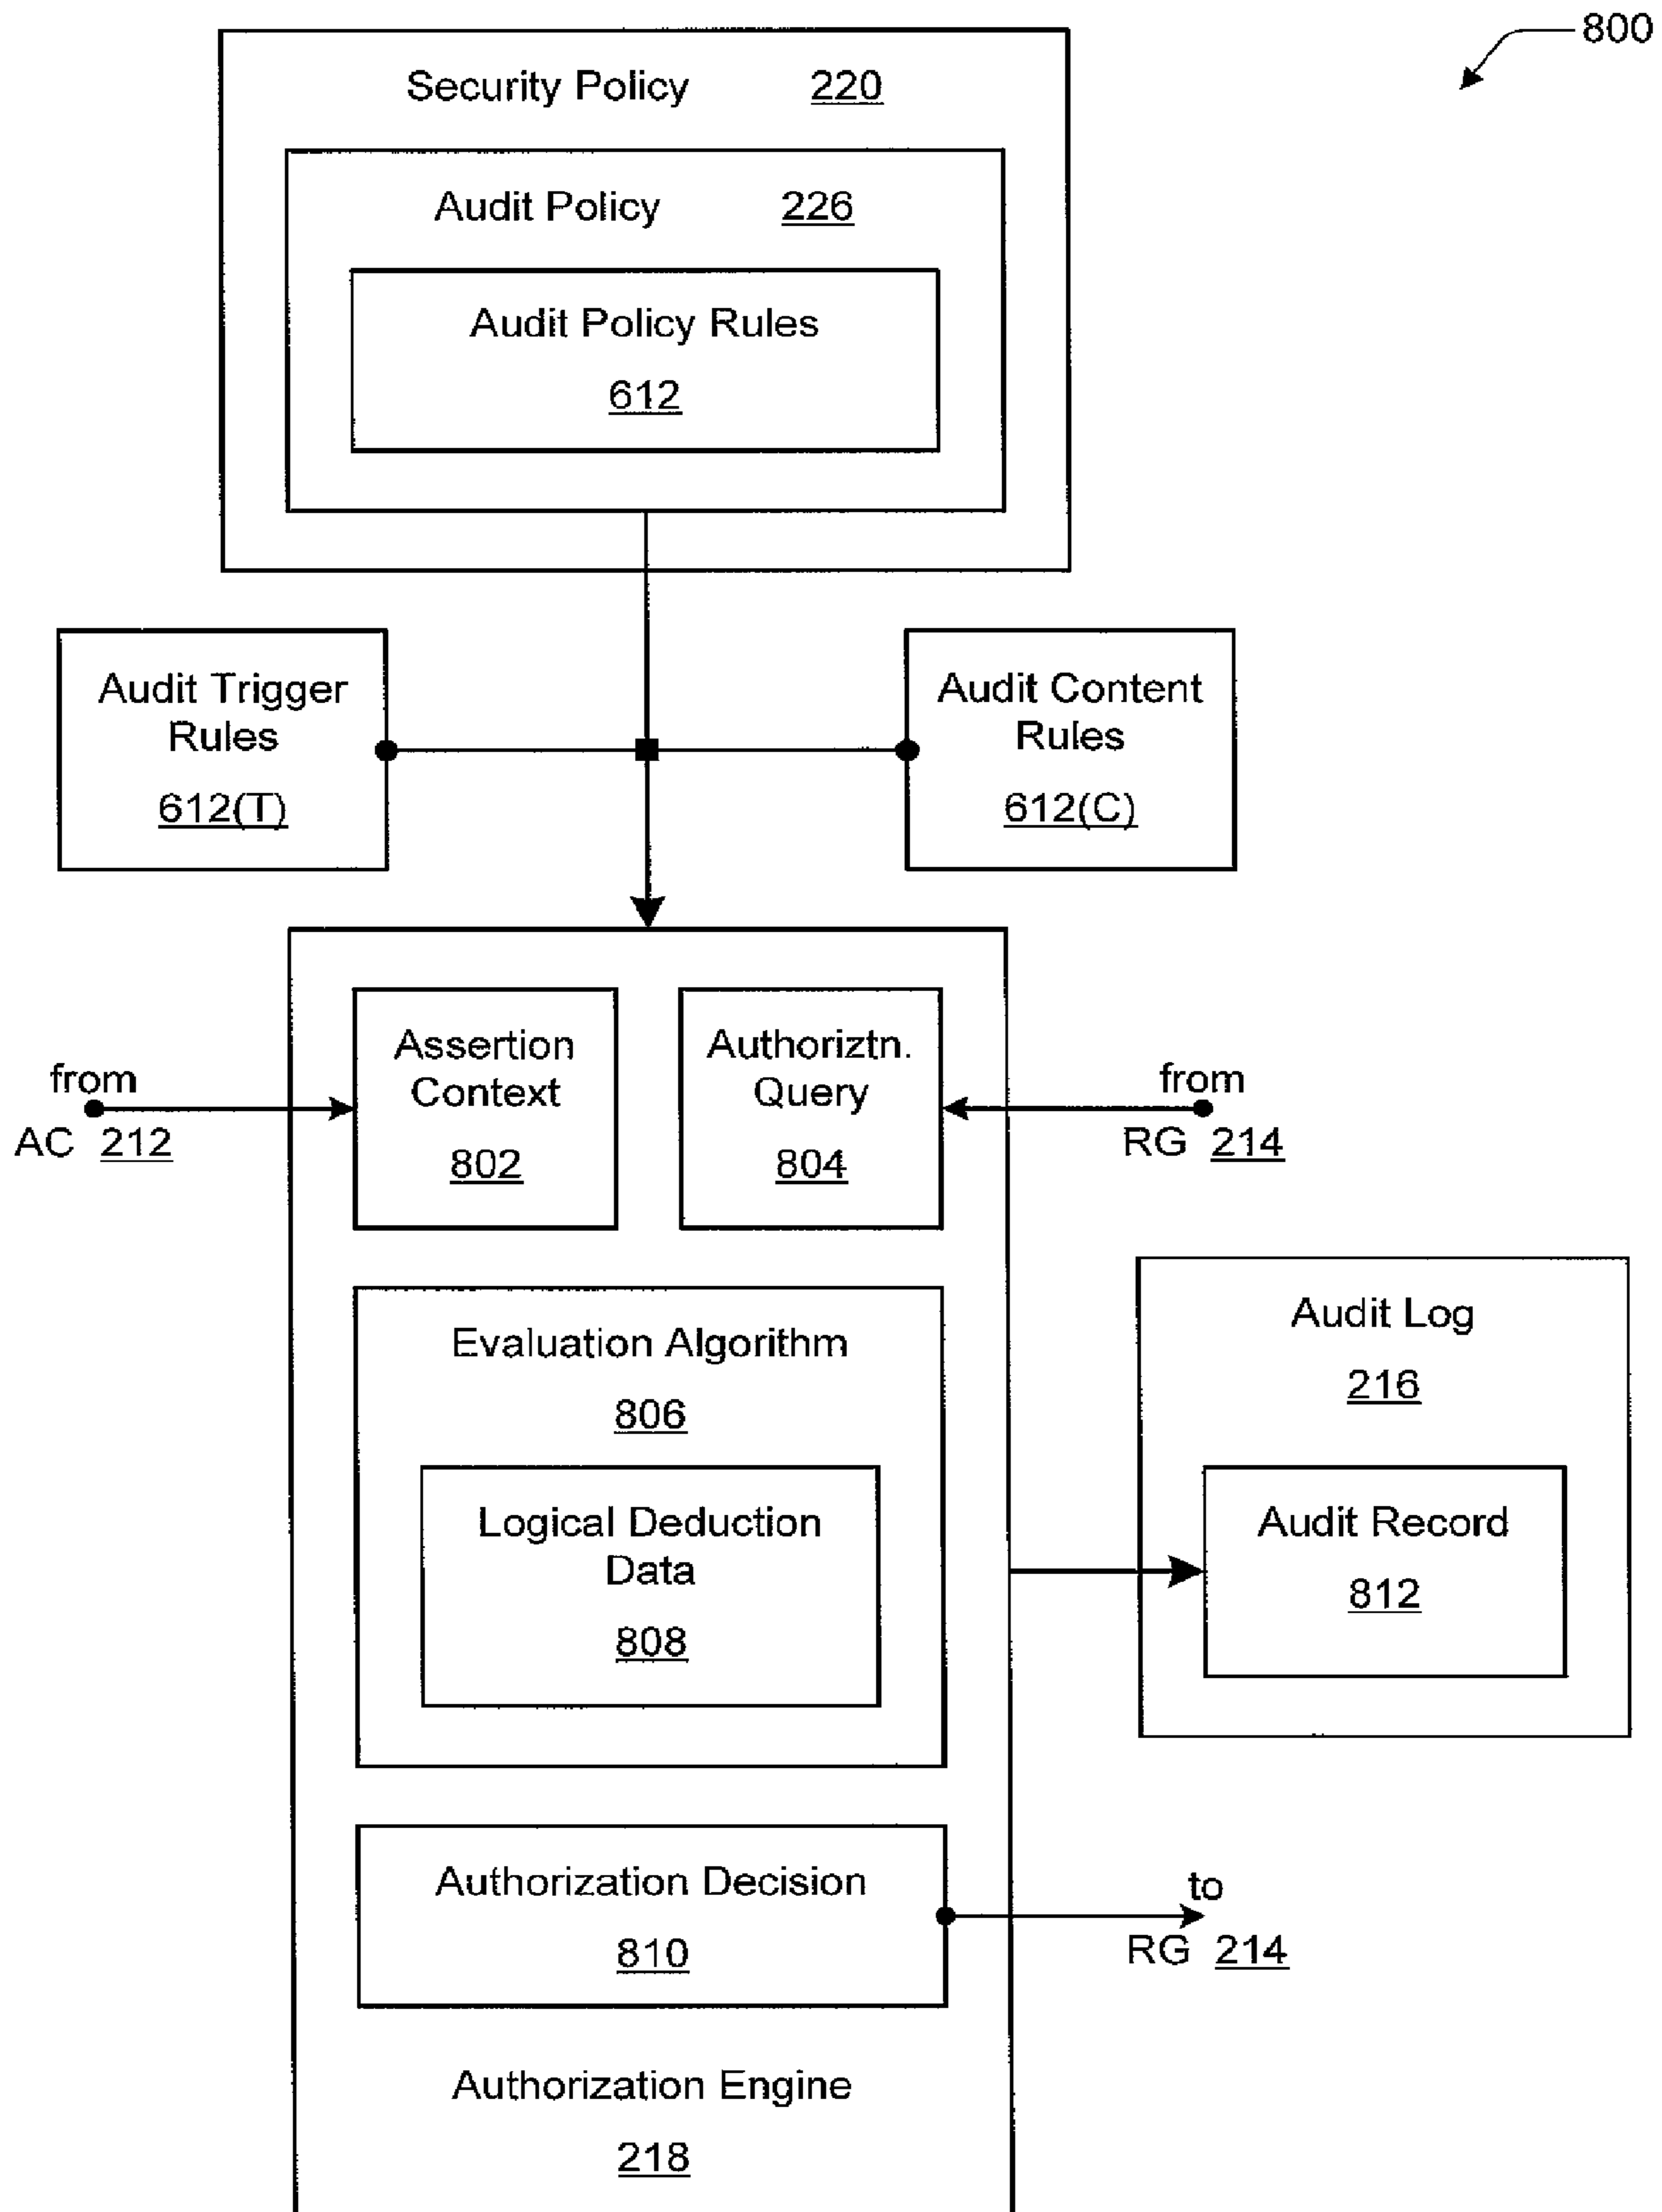 800
Security Policy 220
Audit Policy 226
Audit Policy Rules
612
Audit Trigger
Rules
612(T)
Audit Content
Rules
612(C)
Assertion
Context
802
Authoriztn.
Query
804
from
AC 212
from
RG 214
Evaluation Algorithm
806
Logical Deduction
Data
808
Audit Log
216
Audit Record
812
Authorization Decision
810
to
RG 214
Authorization Engine
218